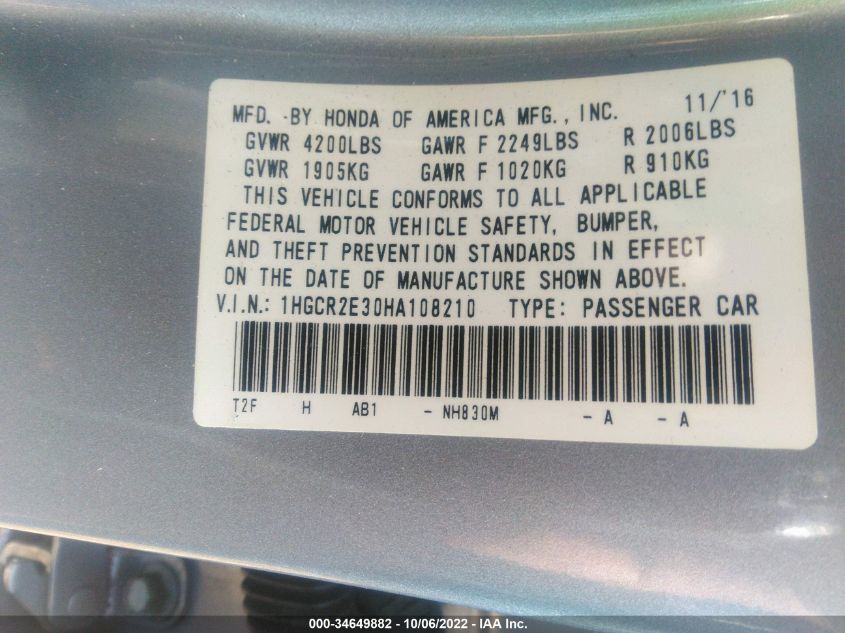 MFD. BY HONDA OF AMERICA MFG., INC. 11/'16
GVWR 4200LBS GAWR F 2249LBS R 2006LBS
GVWR 1905KG GAWR F 1020KG R 910KG
THIS VEHICLE CONFORMS TO ALL APPLICABLE
FEDERAL MOTOR VEHICLE SAFETY, BUMPER,
AND THEFT PREVENTION STANDARDS IN EFFECT
ON THE DATE OF MANUFACTURE SHOWN ABOVE.
V.I.N.: 1HGCR2E30HA108210 TYPE: PASSENGER CAR
T2F H AB1 - NH830M - A - A
000-34649882 - 10/06/2022 - IAA Inc.